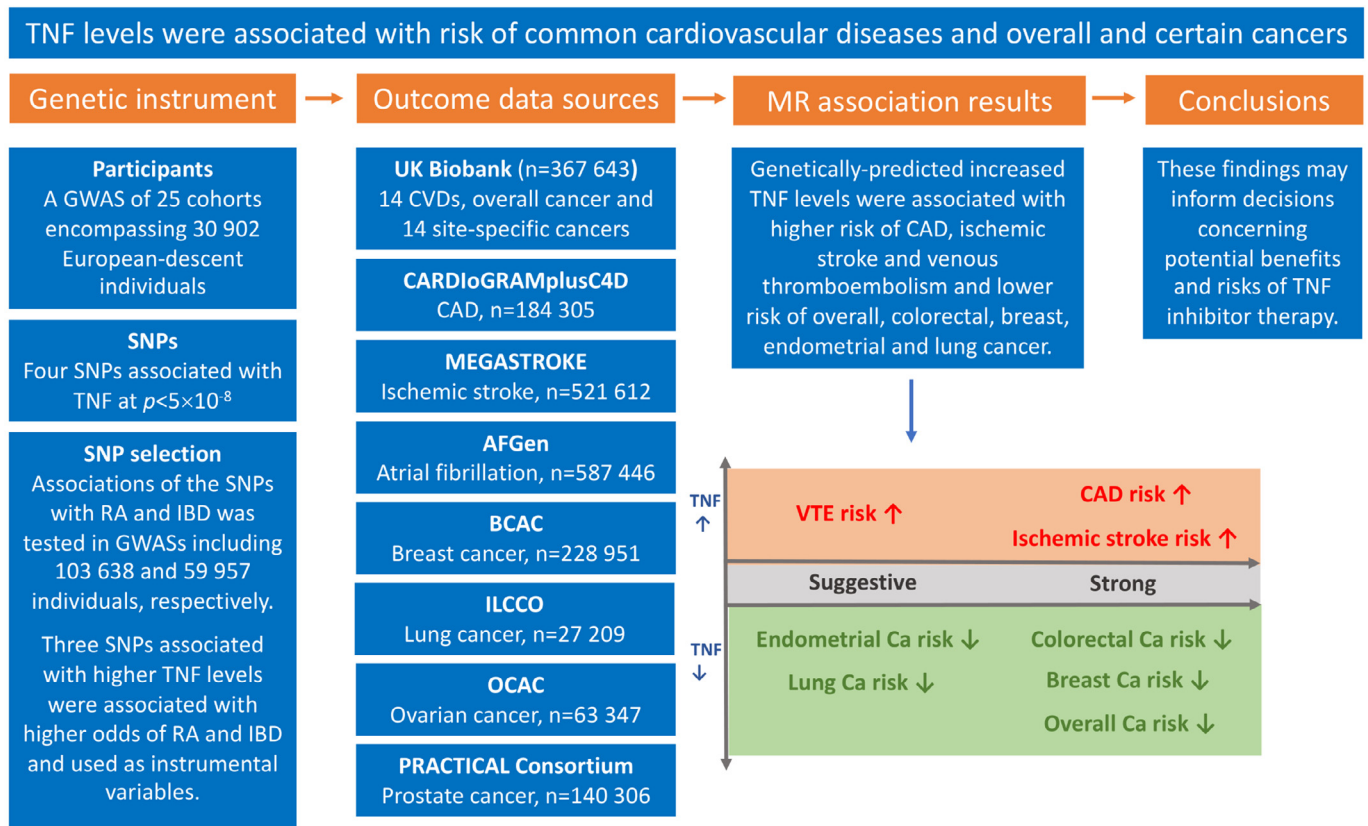 TNF levels were associated with risk of common cardiovascular diseases and overall and certain cancers
Genetic instrument
Participants
A GWAS of 25 cohorts
encompassing 30 902
European-descent
individuals
SNPs
Four SNPs associated with
TNF at p<5×10⁻⁸
SNP selection
Associations of the SNPs
with RA and IBD was
tested in GWASs including
103 638 and 59 957
individuals, respectively.
Three SNPs associated
with higher TNF levels
were associated with
higher odds of RA and IBD
and used as instrumental
variables.
Outcome data sources
UK Biobank (n=367 643)
14 CVDs, overall cancer and
14 site-specific cancers
CARDIoGRAMplusC4D
CAD, n=184 305
MEGASTROKE
Ischemic stroke, n=521 612
AFGen
Atrial fibrillation, n=587 446
BCAC
Breast cancer, n=228 951
ILCCO
Lung cancer, n=27 209
OCAC
Ovarian cancer, n=63 347
PRACTICAL Consortium
Prostate cancer, n=140 306
MR association results
Genetically-predicted increased
TNF levels were associated with
higher risk of CAD, ischemic
stroke and venous
thromboembolism and lower
risk of overall, colorectal, breast,
endometrial and lung cancer.
Conclusions
These findings may
inform decisions
concerning
potential benefits
and risks of TNF
inhibitor therapy.
TNF
↑
VTE risk ↑
CAD risk ↑
Ischemic stroke risk ↑
Suggestive
Strong
TNF
↓
Endometrial Ca risk ↓
Lung Ca risk ↓
Colorectal Ca risk ↓
Breast Ca risk ↓
Overall Ca risk ↓